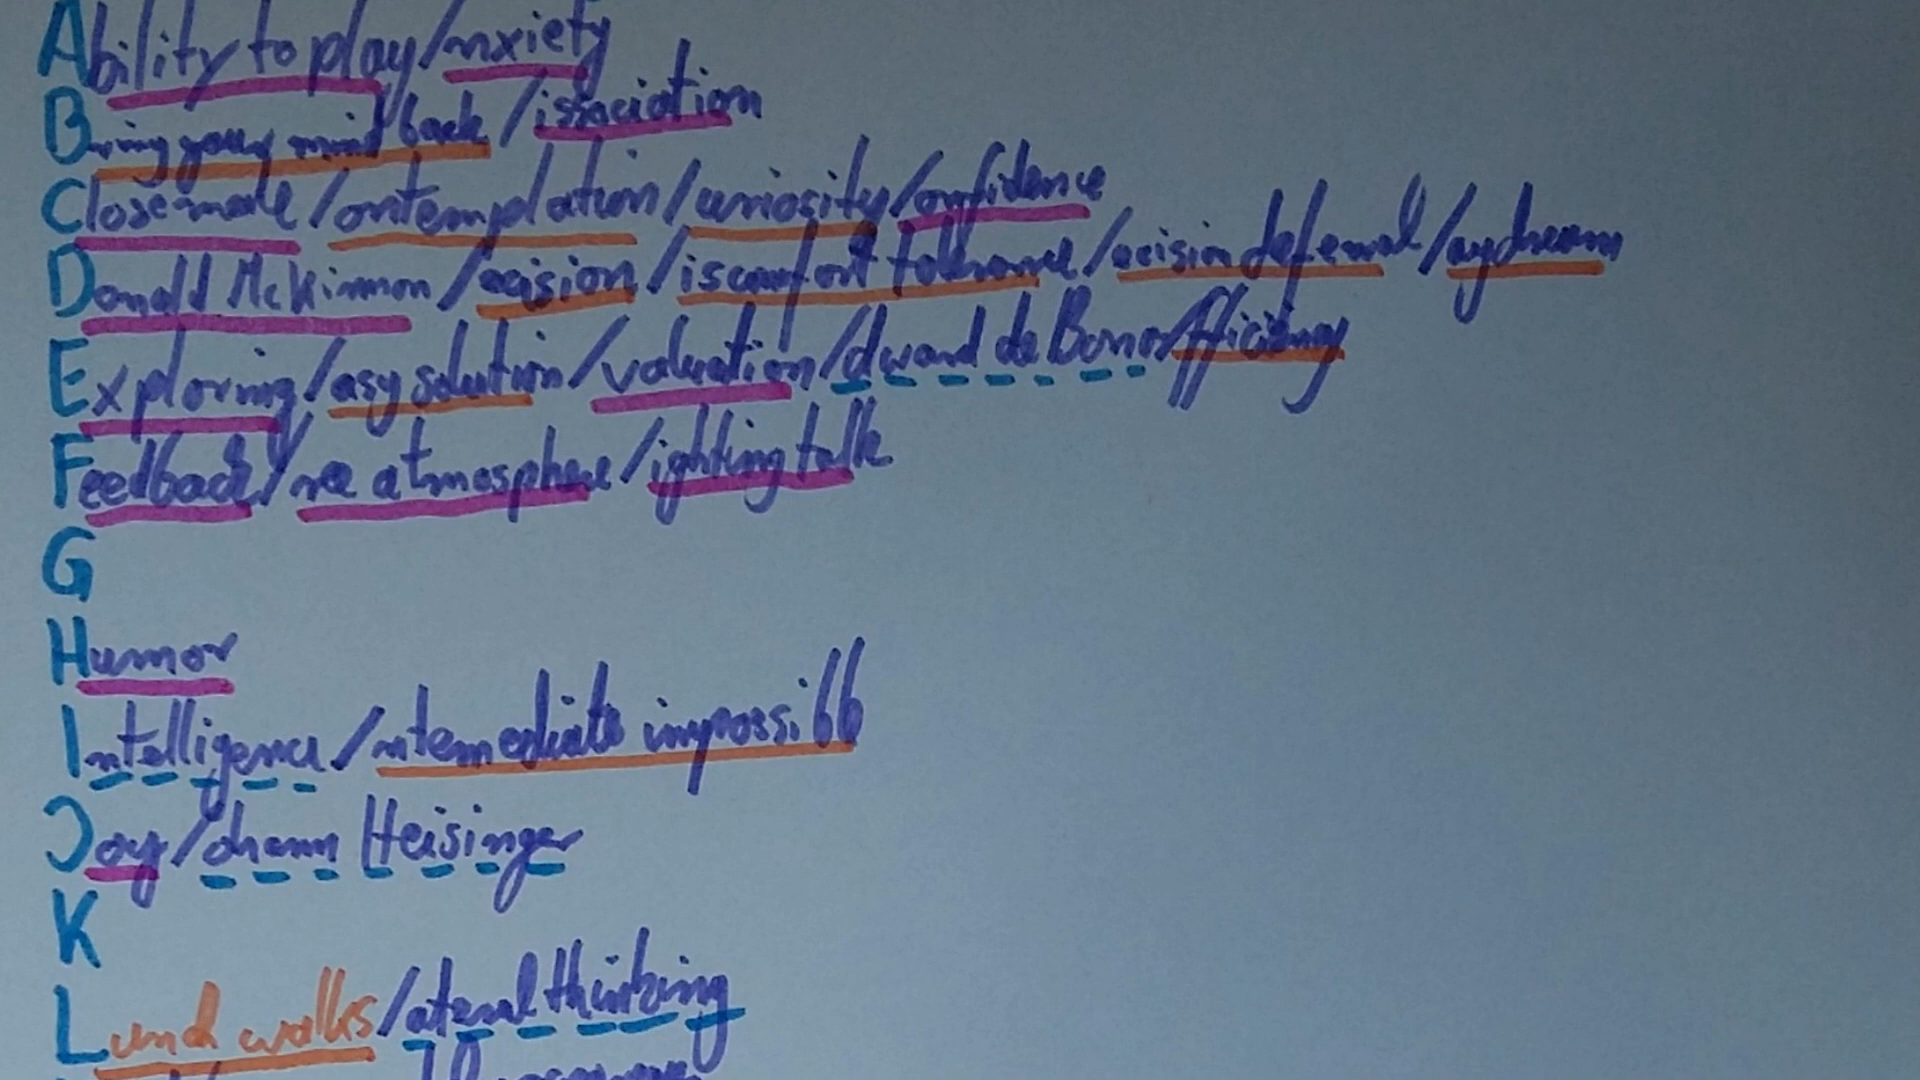 Ability to play/nxiety
Bring your mind back/issociation
Close mode/ontemplation/uriosity/onfidence
Donald McKinnon/ecision/iscomfort tolerance/ecision deferral/aydream
Exploring/asy solution/valuation/dward de Bono/fficiency
Feedback/ree atmosphere/ighting talk
G
Humor
Intelligence/ntermediate impossible
Joy/ohann Heisinger
K
Lunch walks/ateral thinking